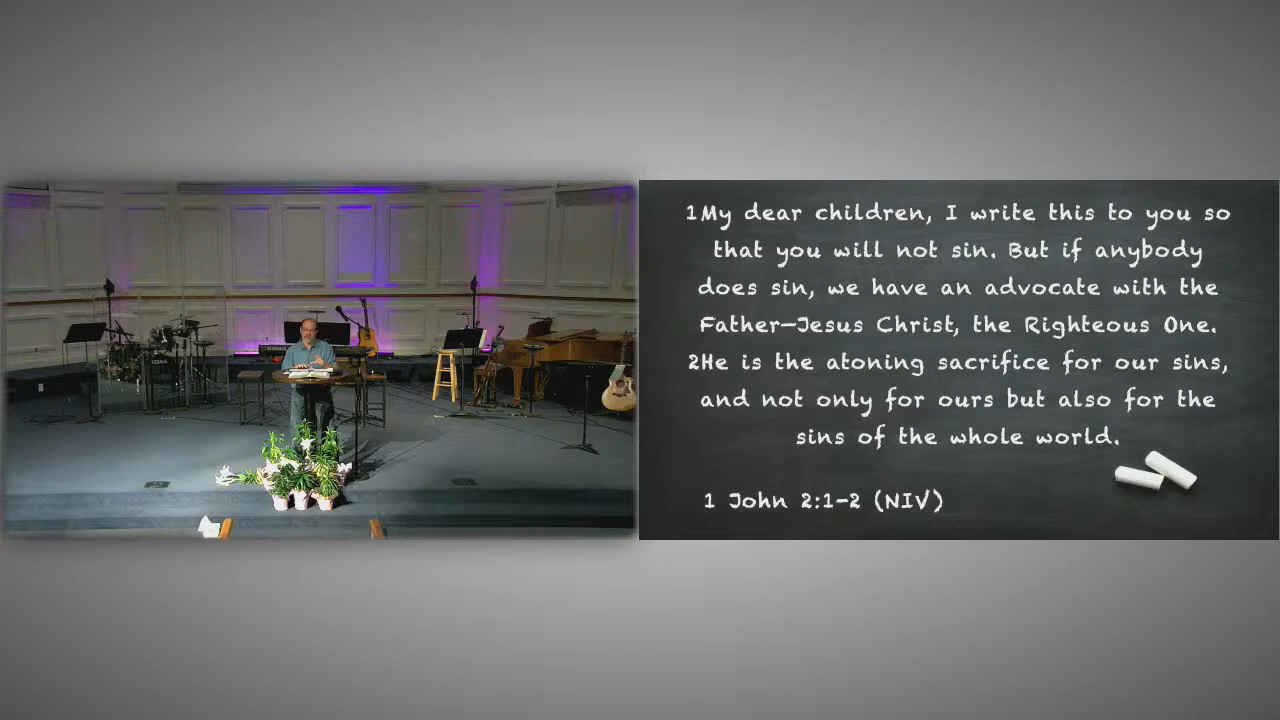 1My dear children, I write this to you so
that you will not sin. But if anybody
does sin, we have an advocate with the
Father—Jesus Christ, the Righteous One.
2He is the atoning sacrifice for our sins,
and not only for ours but also for the
sins of the whole world.
1 John 2:1-2 (NIV)